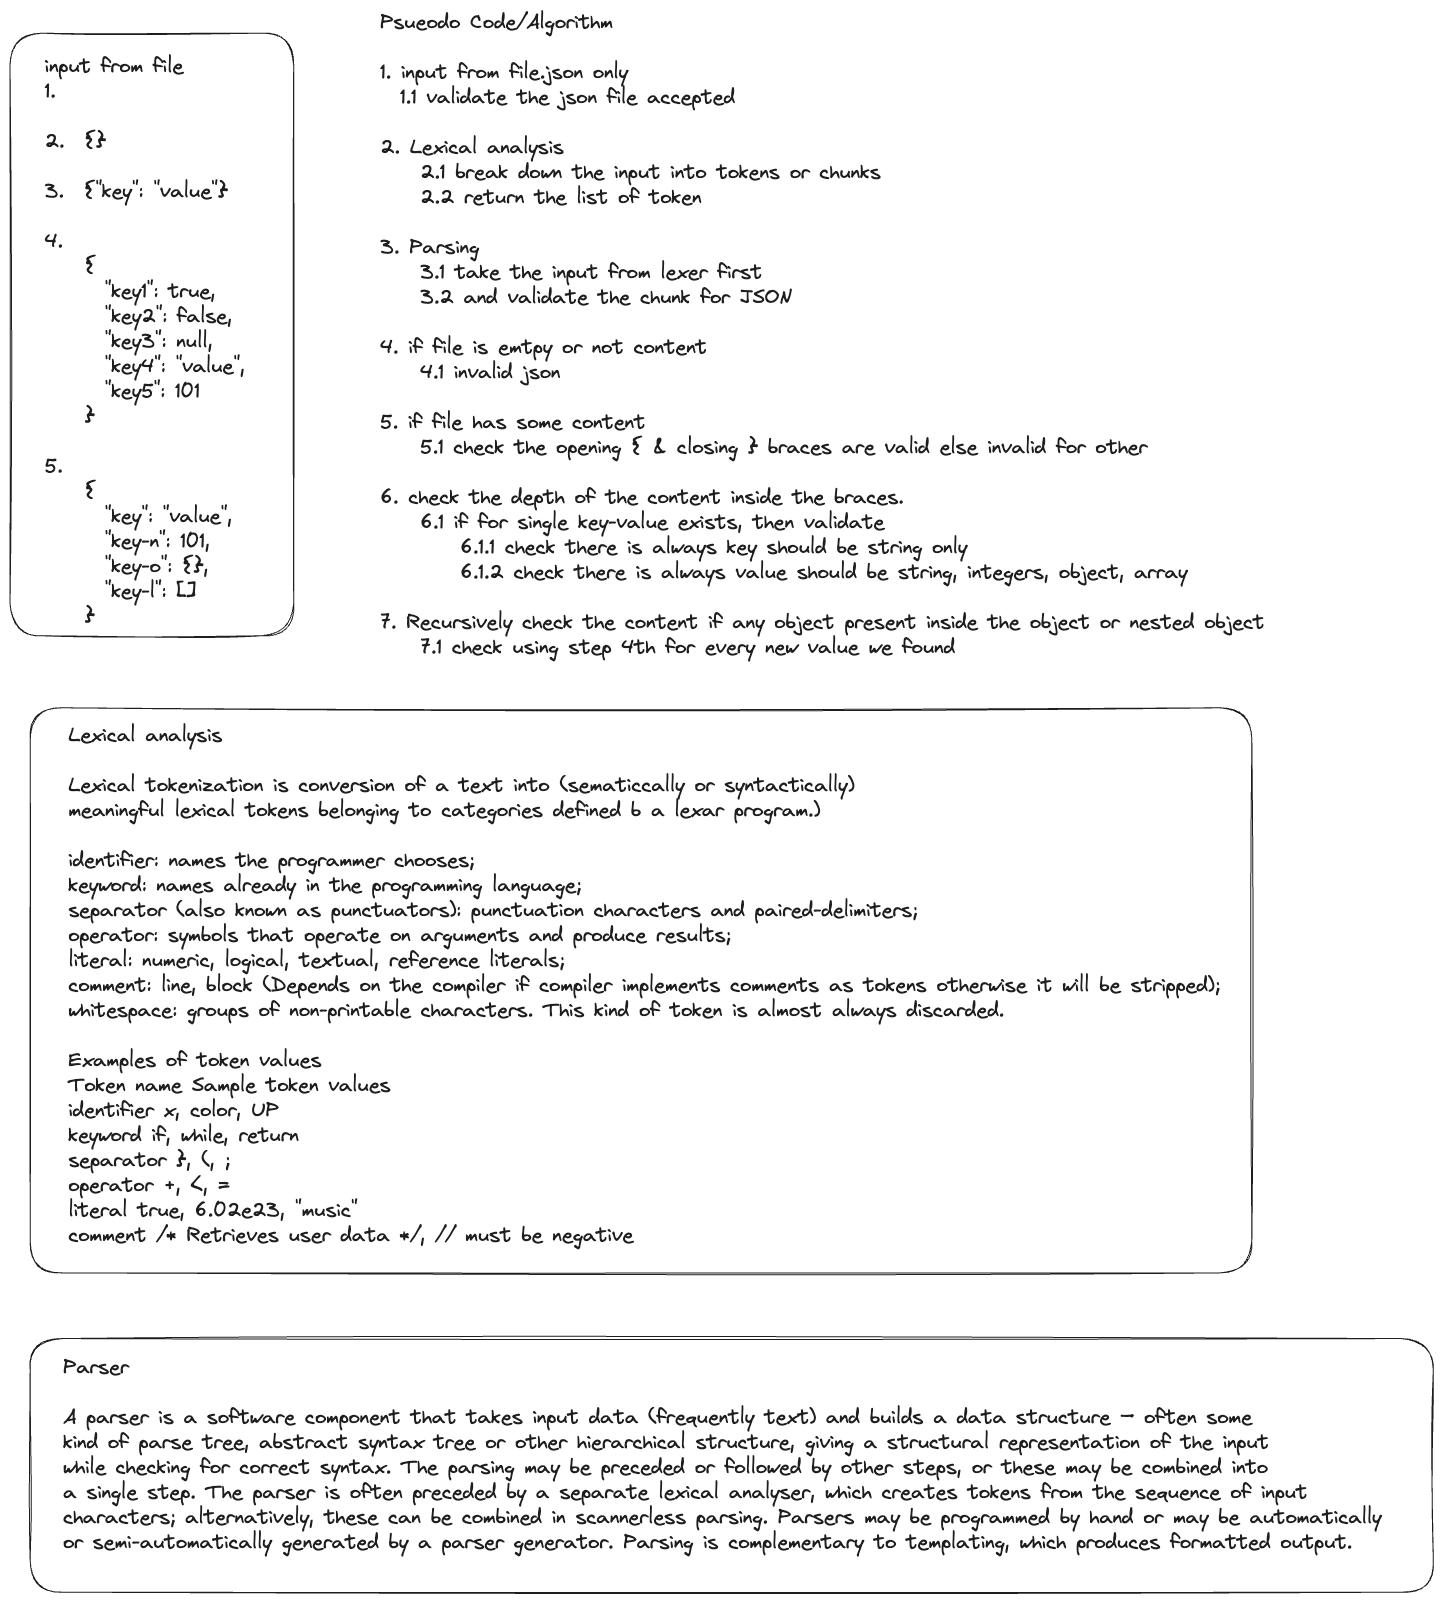 input from file
1.
2. {}
3. {"key": "value"}
4.
{
"key1": true,
"key2": false,
"key3": null,
"key4": "value",
"key5": 101
}
5.
{
"key": "value",
"key-n": 101,
"key-o": {},
"key-l": []
}
Psueodo Code/Algorithm
1. input from file.json only
1.1 validate the json file accepted
2. Lexical analysis
2.1 break down the input into tokens or chunks
2.2 return the list of token
3. Parsing
3.1 take the input from lexer first
3.2 and validate the chunk for JSON
4. if file is emtpy or not content
4.1 invalid json
5. if file has some content
5.1 check the opening { & closing } braces are valid else invalid for other
6. check the depth of the content inside the braces.
6.1 if for single key-value exists, then validate
6.1.1 check there is always key should be string only
6.1.2 check there is always value should be string, integers, object, array
7. Recursively check the content if any object present inside the object or nested object
7.1 check using step 4th for every new value we found
Lexical analysis
Lexical tokenization is conversion of a text into (sematiccally or syntactically)
meaningful lexical tokens belonging to categories defined b a lexar program.)
identifier: names the programmer chooses;
keyword: names already in the programming language;
separator (also known as punctuators): punctuation characters and paired-delimiters;
operator: symbols that operate on arguments and produce results;
literal: numeric, logical, textual, reference literals;
comment: line, block (Depends on the compiler if compiler implements comments as tokens otherwise it will be stripped);
whitespace: groups of non-printable characters. This kind of token is almost always discarded.
Examples of token values
Token name Sample token values
identifier x, color, UP
keyword if, while, return
separator }, (, ;
operator +, <, =
literal true, 6.02e23, "music"
comment /* Retrieves user data */, // must be negative
Parser
A parser is a software component that takes input data (frequently text) and builds a data structure – often some
kind of parse tree, abstract syntax tree or other hierarchical structure, giving a structural representation of the input
while checking for correct syntax. The parsing may be preceded or followed by other steps, or these may be combined into
a single step. The parser is often preceded by a separate lexical analyser, which creates tokens from the sequence of input
characters; alternatively, these can be combined in scannerless parsing. Parsers may be programmed by hand or may be automatically
or semi-automatically generated by a parser generator. Parsing is complementary to templating, which produces formatted output.